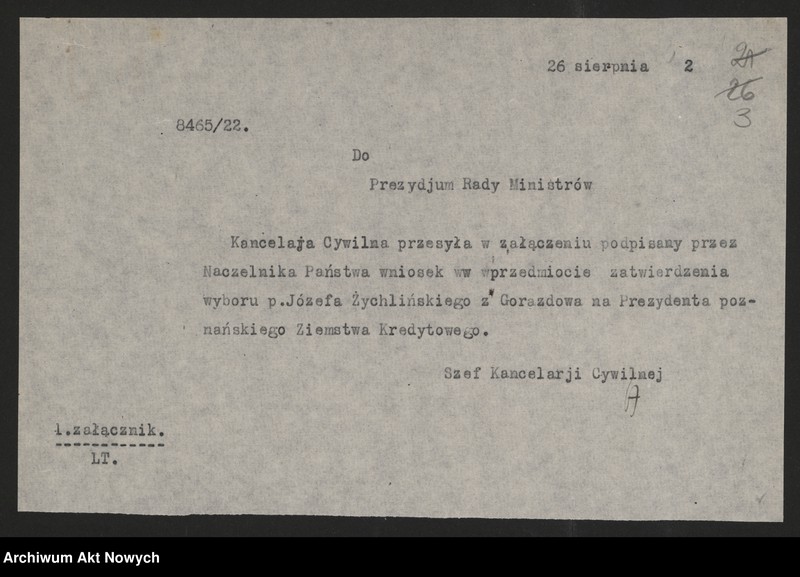 26 sierpnia 2
24
26
3
8465/22.
Do
Prezydjum Rady Ministrów
Kancelaja Cywilna przesyła w załączeniu podpisany przez
Naczelnika Państwa wniosek ww wprzedmiocie zatwierdzenia
wyboru p.Józefa Żychlińskiego z Gorazdowa na Prezydenta poz-
nańskiego Ziemstwa Kredytowego.
Szef Kancelarji Cywilnej
1.załącznik.
LT.
Archiwum Akt Nowych